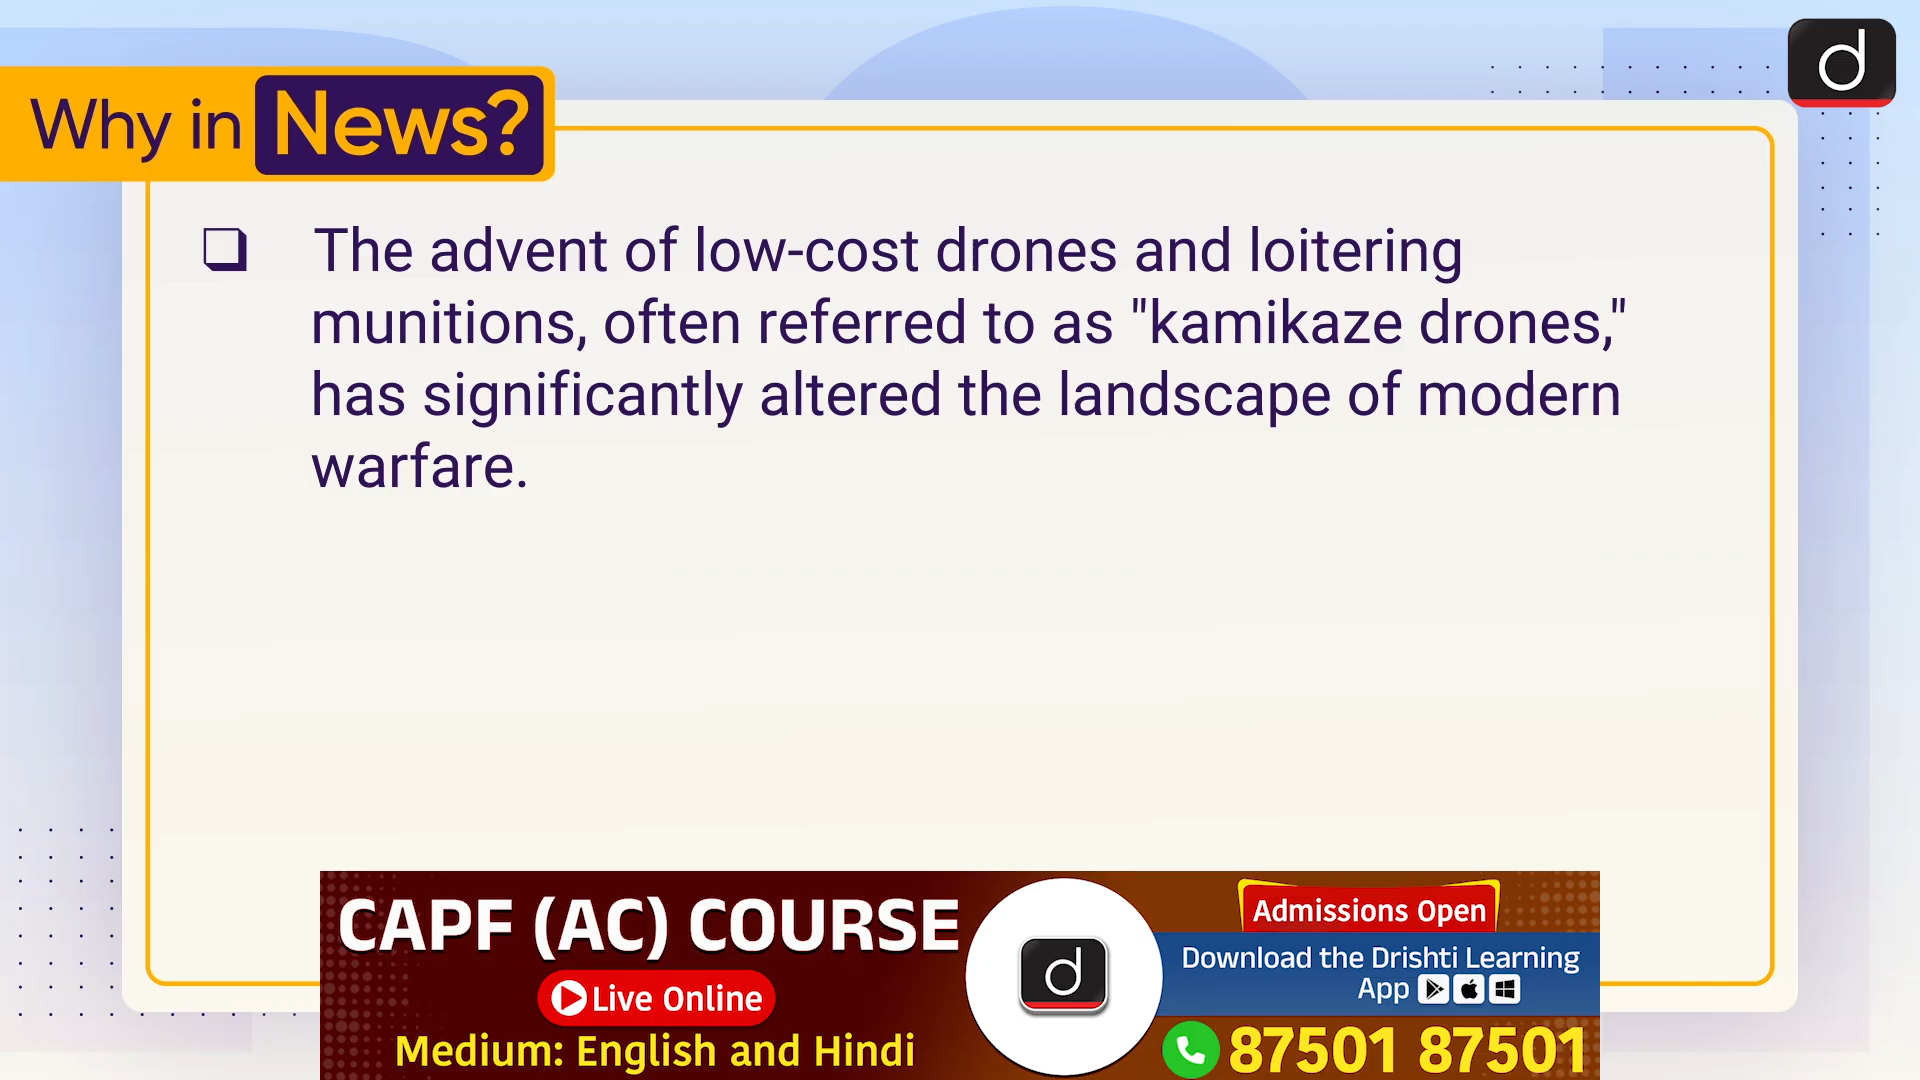 Why in News?
❑ The advent of low-cost drones and loitering
munitions, often referred to as "kamikaze drones,"
has significantly altered the landscape of modern
warfare.
CAPF (AC) COURSE
Live Online
Medium: English and Hindi
d
Admissions Open
Download the Drishti Learning
App
87501 87501
d